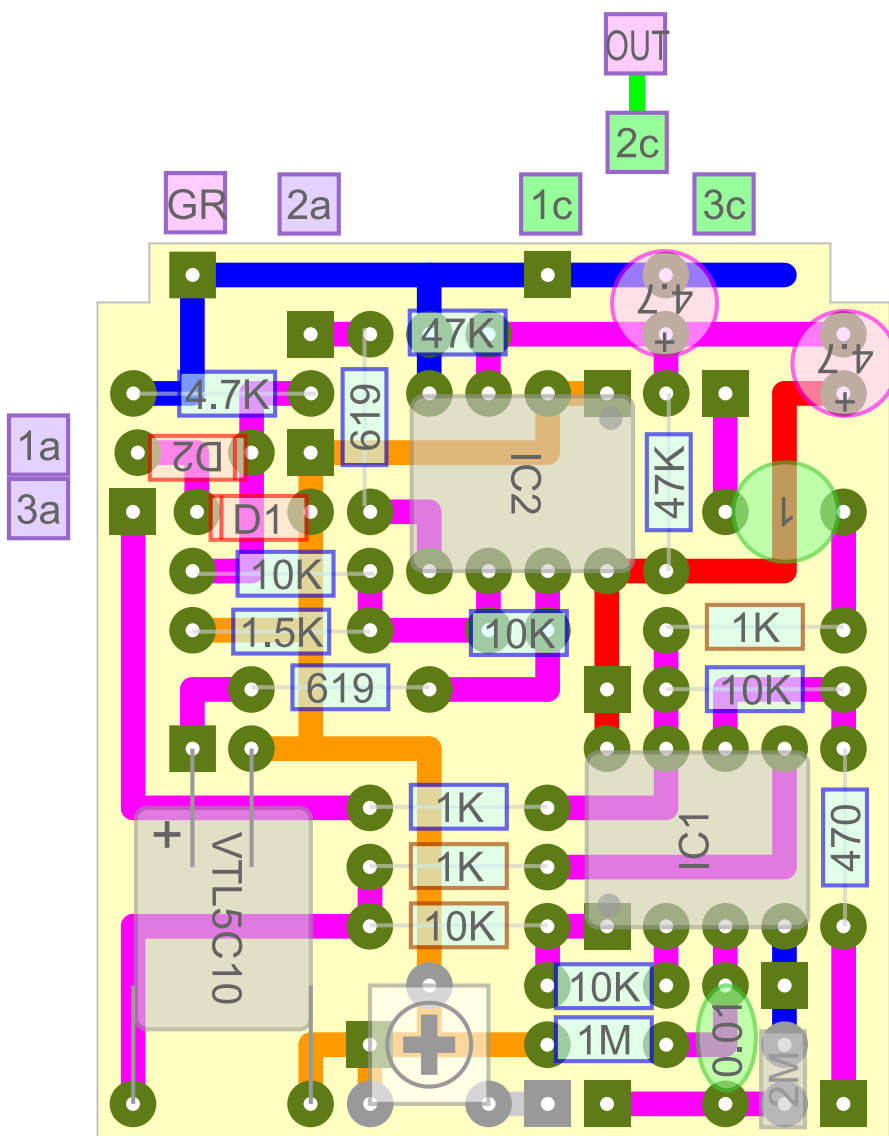 OUT
2c
GR 2a 1c 3c
4.7
47K
4.7
+
4.7K
619
+
1a
D2
IC2
47K
3a
D1
1
10K
1.5K
10K
1K
619
10K
1K
+
VTL5C10
IC1
470
1K
10K
10K
1M
0.01
2M